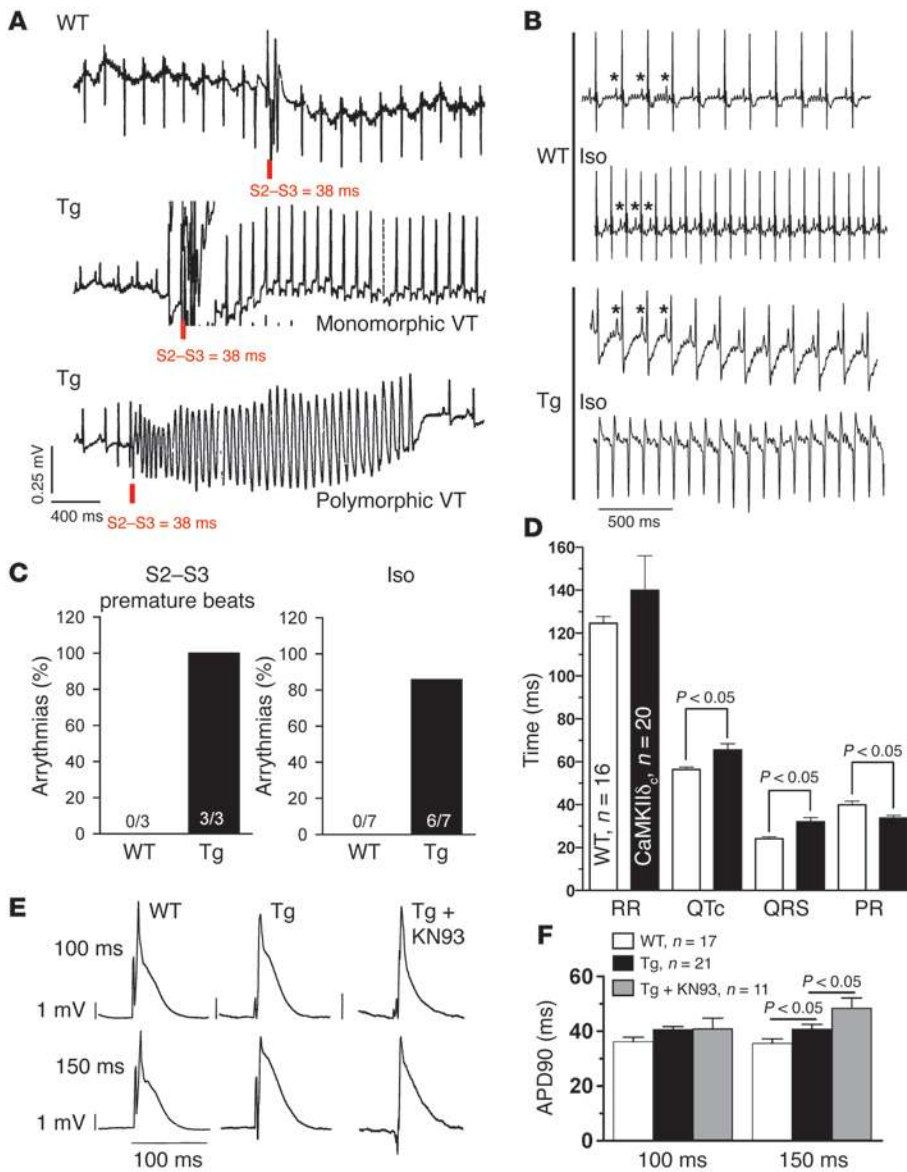 A
WT
S2–S3 = 38 ms
Tg
Monomorphic VT
S2–S3 = 38 ms
Tg
Polymorphic VT
0.25 mV
400 ms
S2–S3 = 38 ms
B
* * *
WT
Iso
* * *
* * *
Tg
Iso
500 ms
C
S2–S3
premature beats
Iso
Arrythmias (%)
120
100
80
60
40
20
0
0/3
3/3
WT
Tg
Arrythmias (%)
120
100
80
60
40
20
0
0/7
6/7
WT
Tg
D
Time (ms)
160
140
120
100
80
60
40
20
0
WT, n = 16
CaMKIIδc, n = 20
P < 0.05
P < 0.05
P < 0.05
RR
QTc
QRS
PR
E
WT
Tg
Tg +
KN93
100 ms
1 mV
150 ms
1 mV
100 ms
F
WT, n = 17
Tg, n = 21
Tg + KN93, n = 11
P < 0.05
P < 0.05
APD90 (ms)
60
40
20
0
100 ms
150 ms